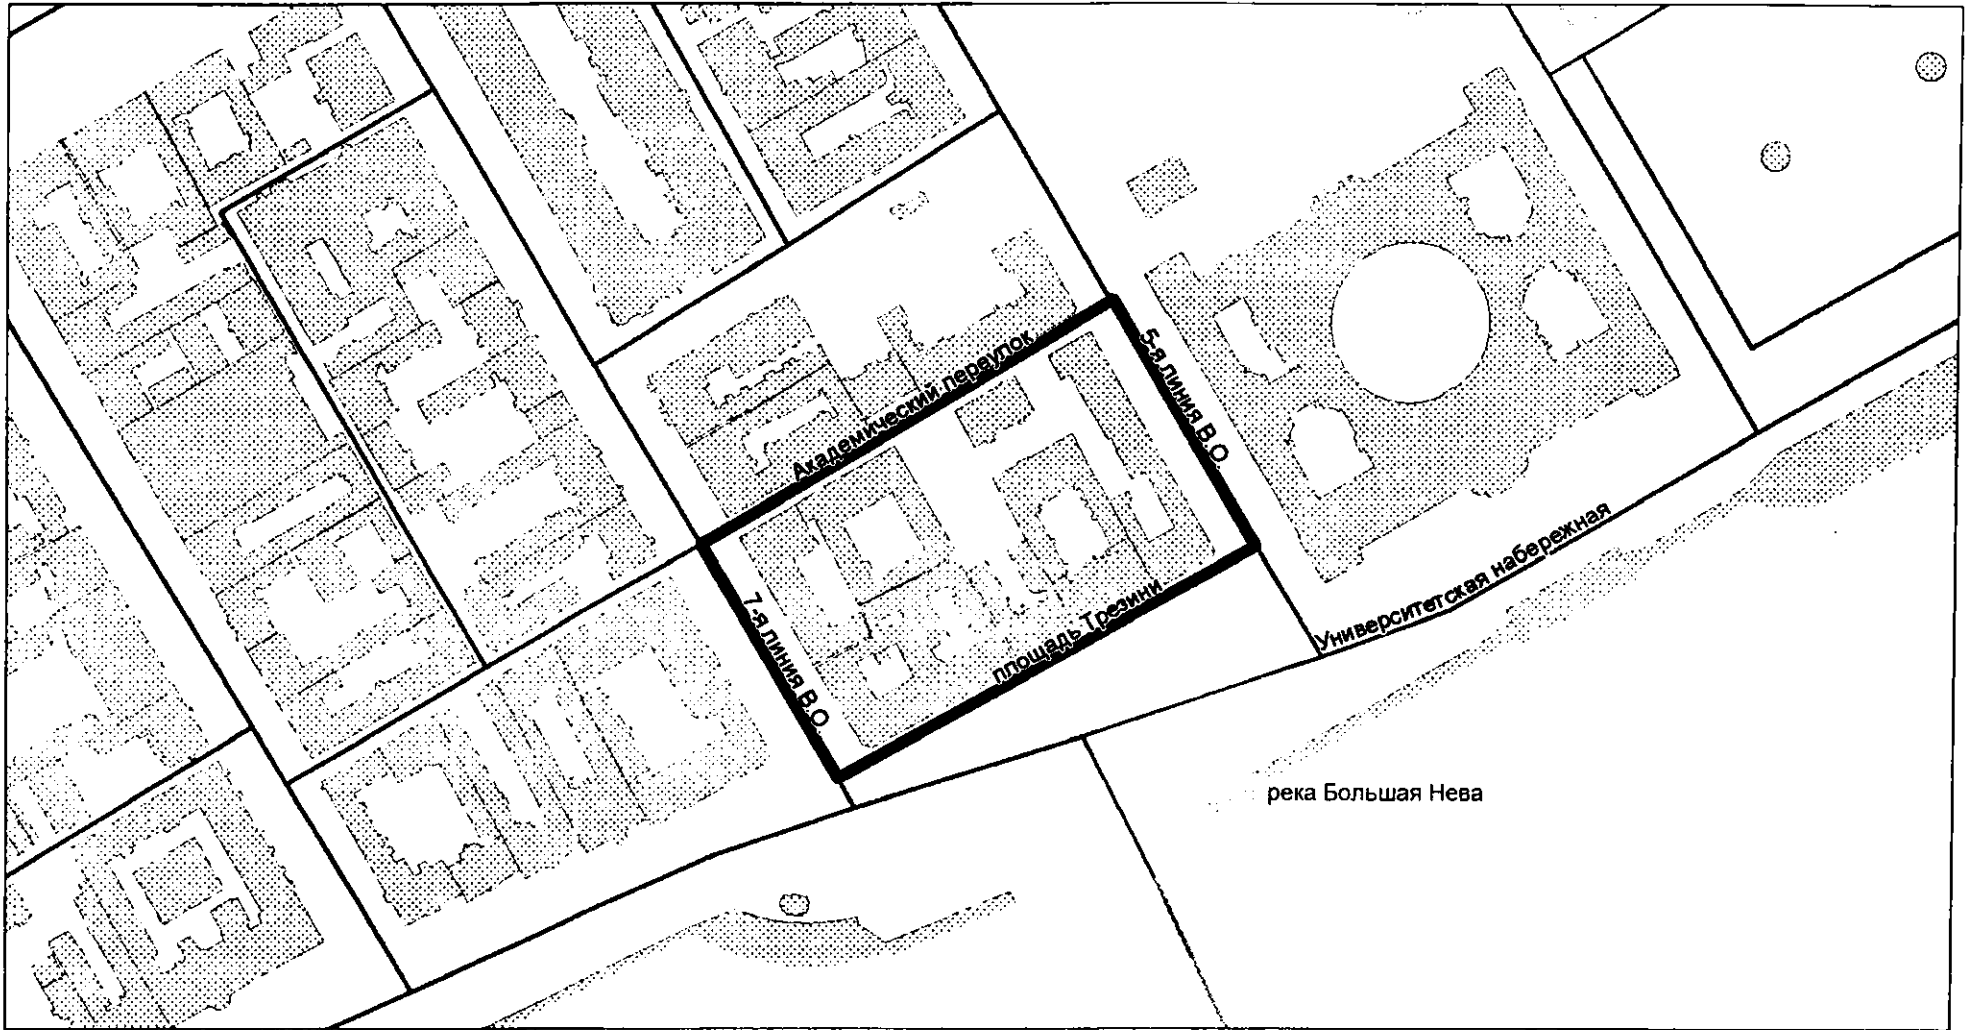 Академический переулок
5-я линия В.О.
Университетская набережная
7-я линия В.О.
площадь Трезини
река Большая Нева